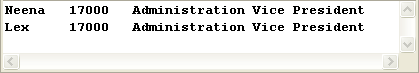 Neena   17000   Administration Vice President
Lex     17000   Administration Vice President